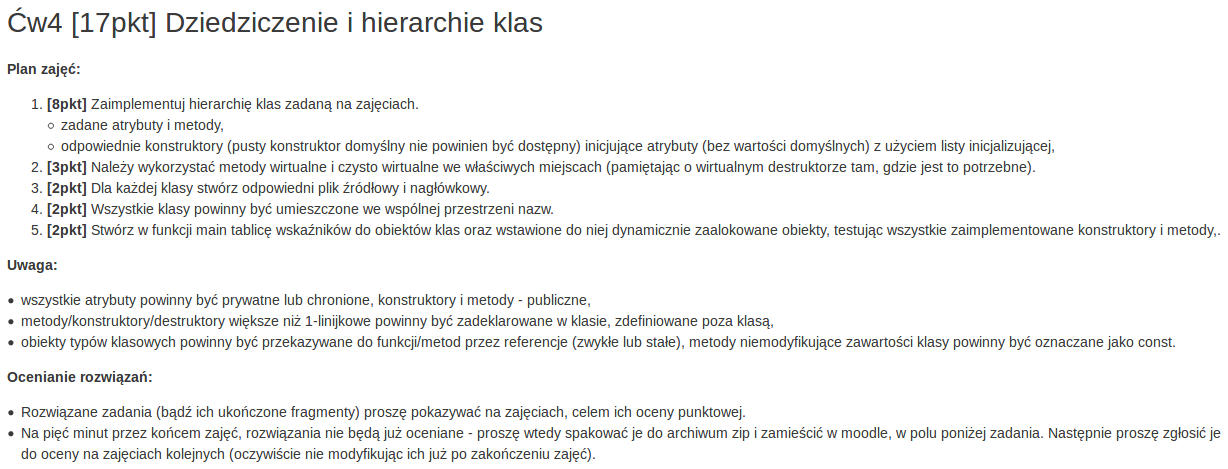 Ćw4 [17pkt] Dziedziczenie i hierarchie klas
Plan zajęć:
1. [8pkt] Zaimplementuj hierarchię klas zadaną na zajęciach.
○ zadane atrybuty i metody,
○ odpowiednie konstruktory (pusty konstruktor domyślny nie powinien być dostępny) inicjujące atrybuty (bez wartości domyślnych) z użyciem listy inicjalizującej,
2. [3pkt] Należy wykorzystać metody wirtualne i czysto wirtualne we właściwych miejscach (pamiętając o wirtualnym destruktorze tam, gdzie jest to potrzebne).
3. [2pkt] Dla każdej klasy stwórz odpowiedni plik źródłowy i nagłówkowy.
4. [2pkt] Wszystkie klasy powinny być umieszczone we wspólnej przestrzeni nazw.
5. [2pkt] Stwórz w funkcji main tablicę wskaźników do obiektów klas oraz wstawione do niej dynamicznie zaalokowane obiekty, testując wszystkie zaimplementowane konstruktory i metody,.
Uwaga:
• wszystkie atrybuty powinny być prywatne lub chronione, konstruktory i metody - publiczne,
• metody/konstruktory/destruktory większe niż 1-linijkowe powinny być zadeklarowane w klasie, zdefiniowane poza klasą,
• obiekty typów klasowych powinny być przekazywane do funkcji/metod przez referencje (zwykłe lub stałe), metody niemodyfikujące zawartości klasy powinny być oznaczane jako const.
Ocenianie rozwiązań:
• Rozwiązane zadania (bądź ich ukończone fragmenty) proszę pokazywać na zajęciach, celem ich oceny punktowej.
• Na pięć minut przez końcem zajęć, rozwiązania nie będą już oceniane - proszę wtedy spakować je do archiwum zip i zamieścić w moodle, w polu poniżej zadania. Następnie proszę zgłosić je
do oceny na zajęciach kolejnych (oczywiście nie modyfikując ich już po zakończeniu zajęć).